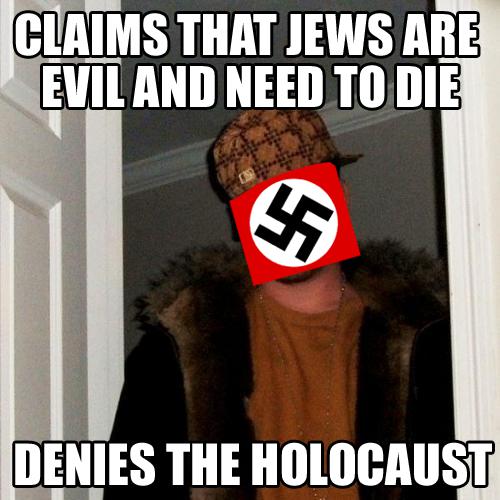 CLAIMS THAT JEWS ARE
EVIL AND NEED TO DIE
DENIES THE HOLOCAUST